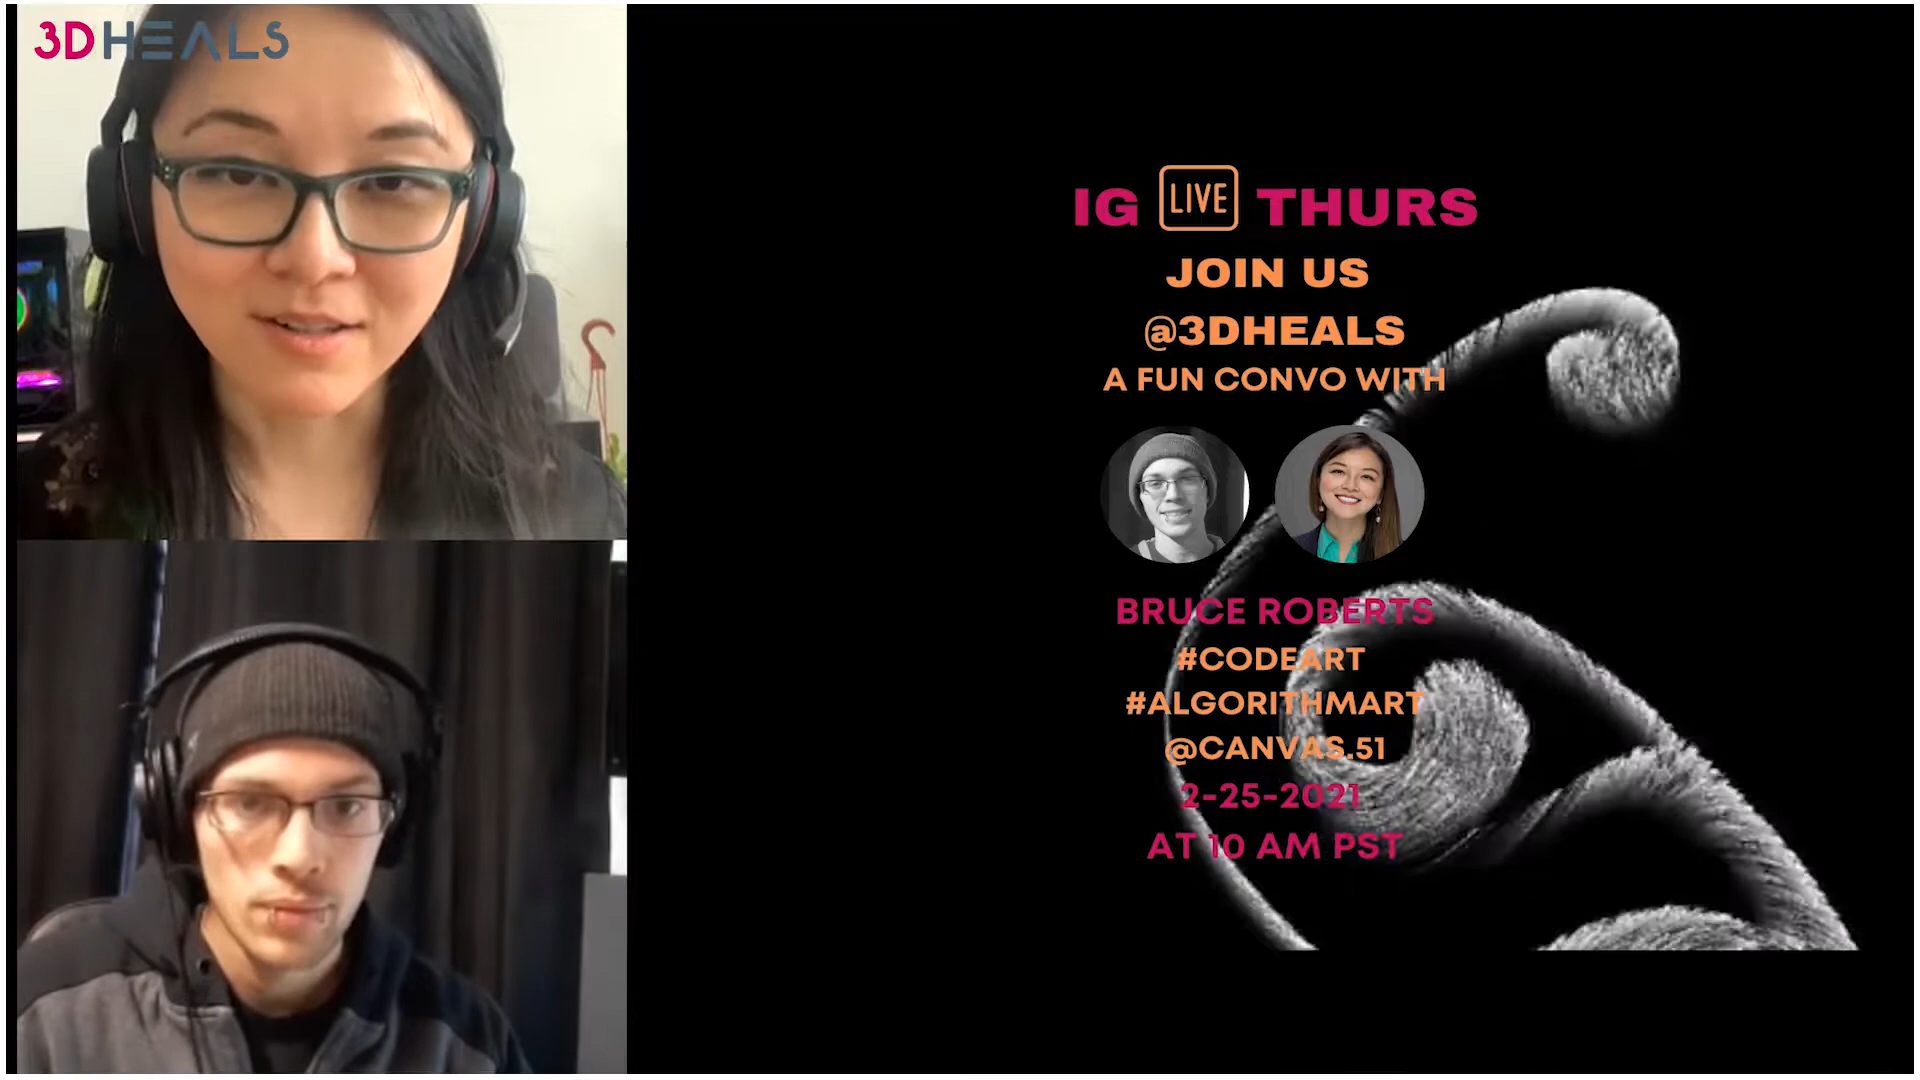 3DHEALS
IG LIVE THURS
JOIN US
@3DHEALS
A FUN CONVO WITH
BRUCE ROBERTS
#CODEART
#ALGORITHMART
@CANVAS.51
2-25-2021
AT 10 AM PST